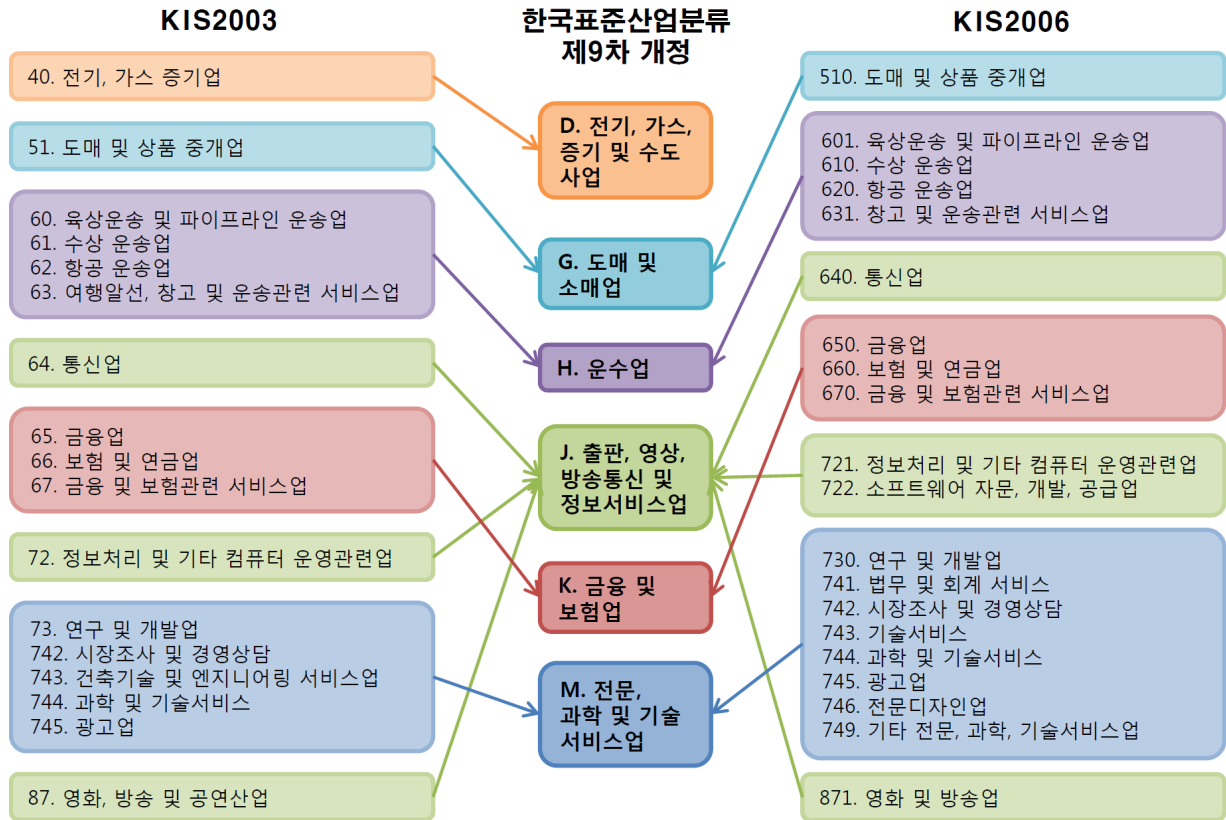 KIS2003
40. 전기, 가스 증기업
51. 도매 및 상품 중개업
60. 육상운송 및 파이프라인 운송업
61. 수상 운송업
62. 항공 운송업
63. 여행알선, 창고 및 운송관련 서비스업
64. 통신업
65. 금융업
66. 보험 및 연금업
67. 금융 및 보험관련 서비스업
72. 정보처리 및 기타 컴퓨터 운영관련업
73. 연구 및 개발업
742. 시장조사 및 경영상담
743. 건축기술 및 엔지니어링 서비스업
744. 과학 및 기술서비스
745. 광고업
87. 영화, 방송 및 공연산업
한국표준산업분류
제9차 개정
D. 전기, 가스,
증기 및 수도
사업
G. 도매 및
소매업
H. 운수업
J. 출판, 영상,
방송통신 및
정보서비스업
K. 금융 및
보험업
M. 전문,
과학 및 기술
서비스업
KIS2006
510. 도매 및 상품 중개업
601. 육상운송 및 파이프라인 운송업
610. 수상 운송업
620. 항공 운송업
631. 창고 및 운송관련 서비스업
640. 통신업
650. 금융업
660. 보험 및 연금업
670. 금융 및 보험관련 서비스업
721. 정보처리 및 기타 컴퓨터 운영관련업
722. 소프트웨어 자문, 개발, 공급업
730. 연구 및 개발업
741. 법무 및 회계 서비스
742. 시장조사 및 경영상담
743. 기술서비스
744. 과학 및 기술서비스
745. 광고업
746. 전문디자인업
749. 기타 전문, 과학, 기술서비스업
871. 영화 및 방송업